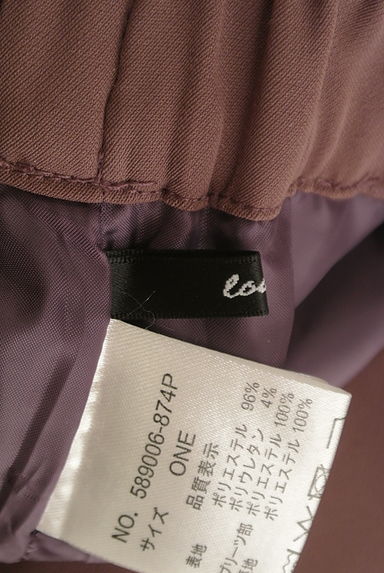 NO. 589006-874P
サイズ ONE
品質表示
表地 ポリエステル 96%
ポリウレタン 4%
プリーツ部 ポリエステル 100%
ポリエステル 100%